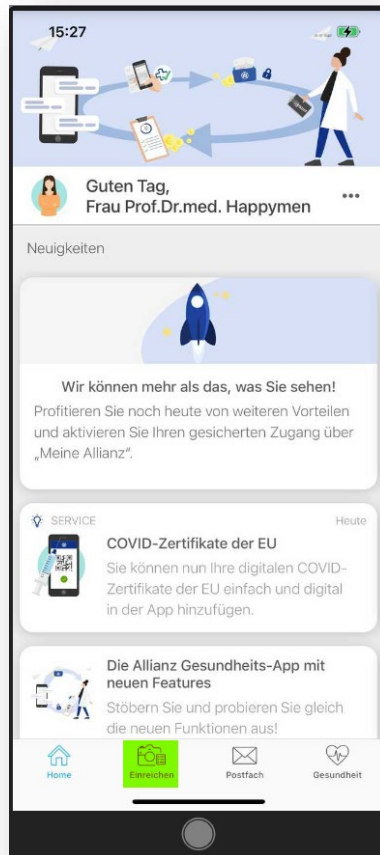 15:27
Guten Tag,
Frau Prof.Dr.med. Happymen
Neuigkeiten
Wir können mehr als das, was Sie sehen!
Profitieren Sie noch heute von weiteren Vorteilen
und aktivieren Sie Ihren gesicherten Zugang über
„Meine Allianz“.
SERVICE
Heute
COVID-Zertifikate der EU
Sie können nun Ihre digitalen COVID-
Zertifikate der EU einfach und digital
in der App hinzufügen.
Die Allianz Gesundheits-App mit
neuen Features
Stöbern Sie und probieren Sie gleich
die neuen Funktionen aus!
Home
Einreichen
Postfach
Gesundheit